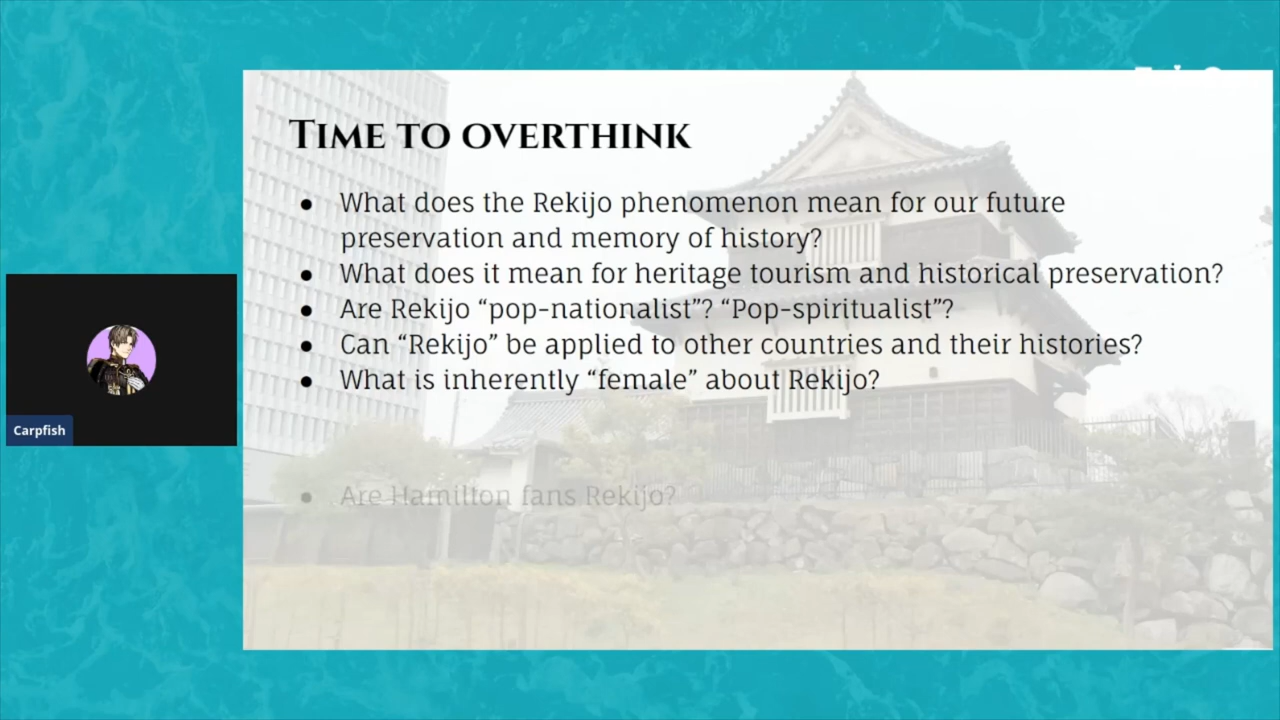 TIME TO OVERTHINK
● What does the Rekijo phenomenon mean for our future
preservation and memory of history?
● What does it mean for heritage tourism and historical preservation?
● Are Rekijo “pop-nationalist”? “Pop-spiritualist”?
● Can “Rekijo” be applied to other countries and their histories?
● What is inherently “female” about Rekijo?
● Are Hamilton fans Rekijo?
Carpfish